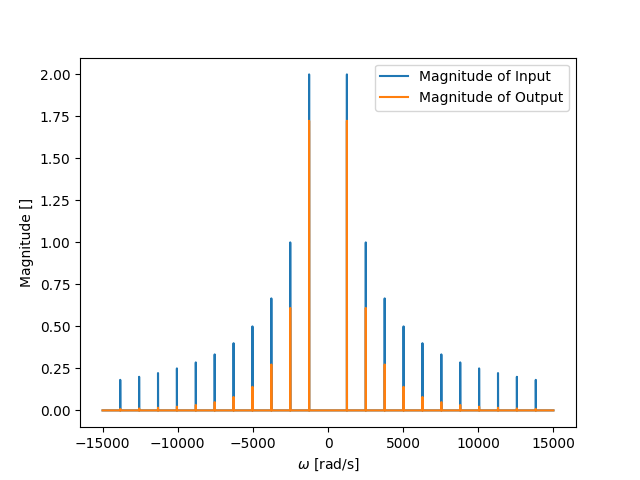 Magnitude of Input
Magnitude of Output
2.00
1.75
1.50
1.25
1.00
0.75
0.50
0.25
0.00
Magnitude []
−15000 −10000 −5000 0 5000 10000 15000
ω [rad/s]